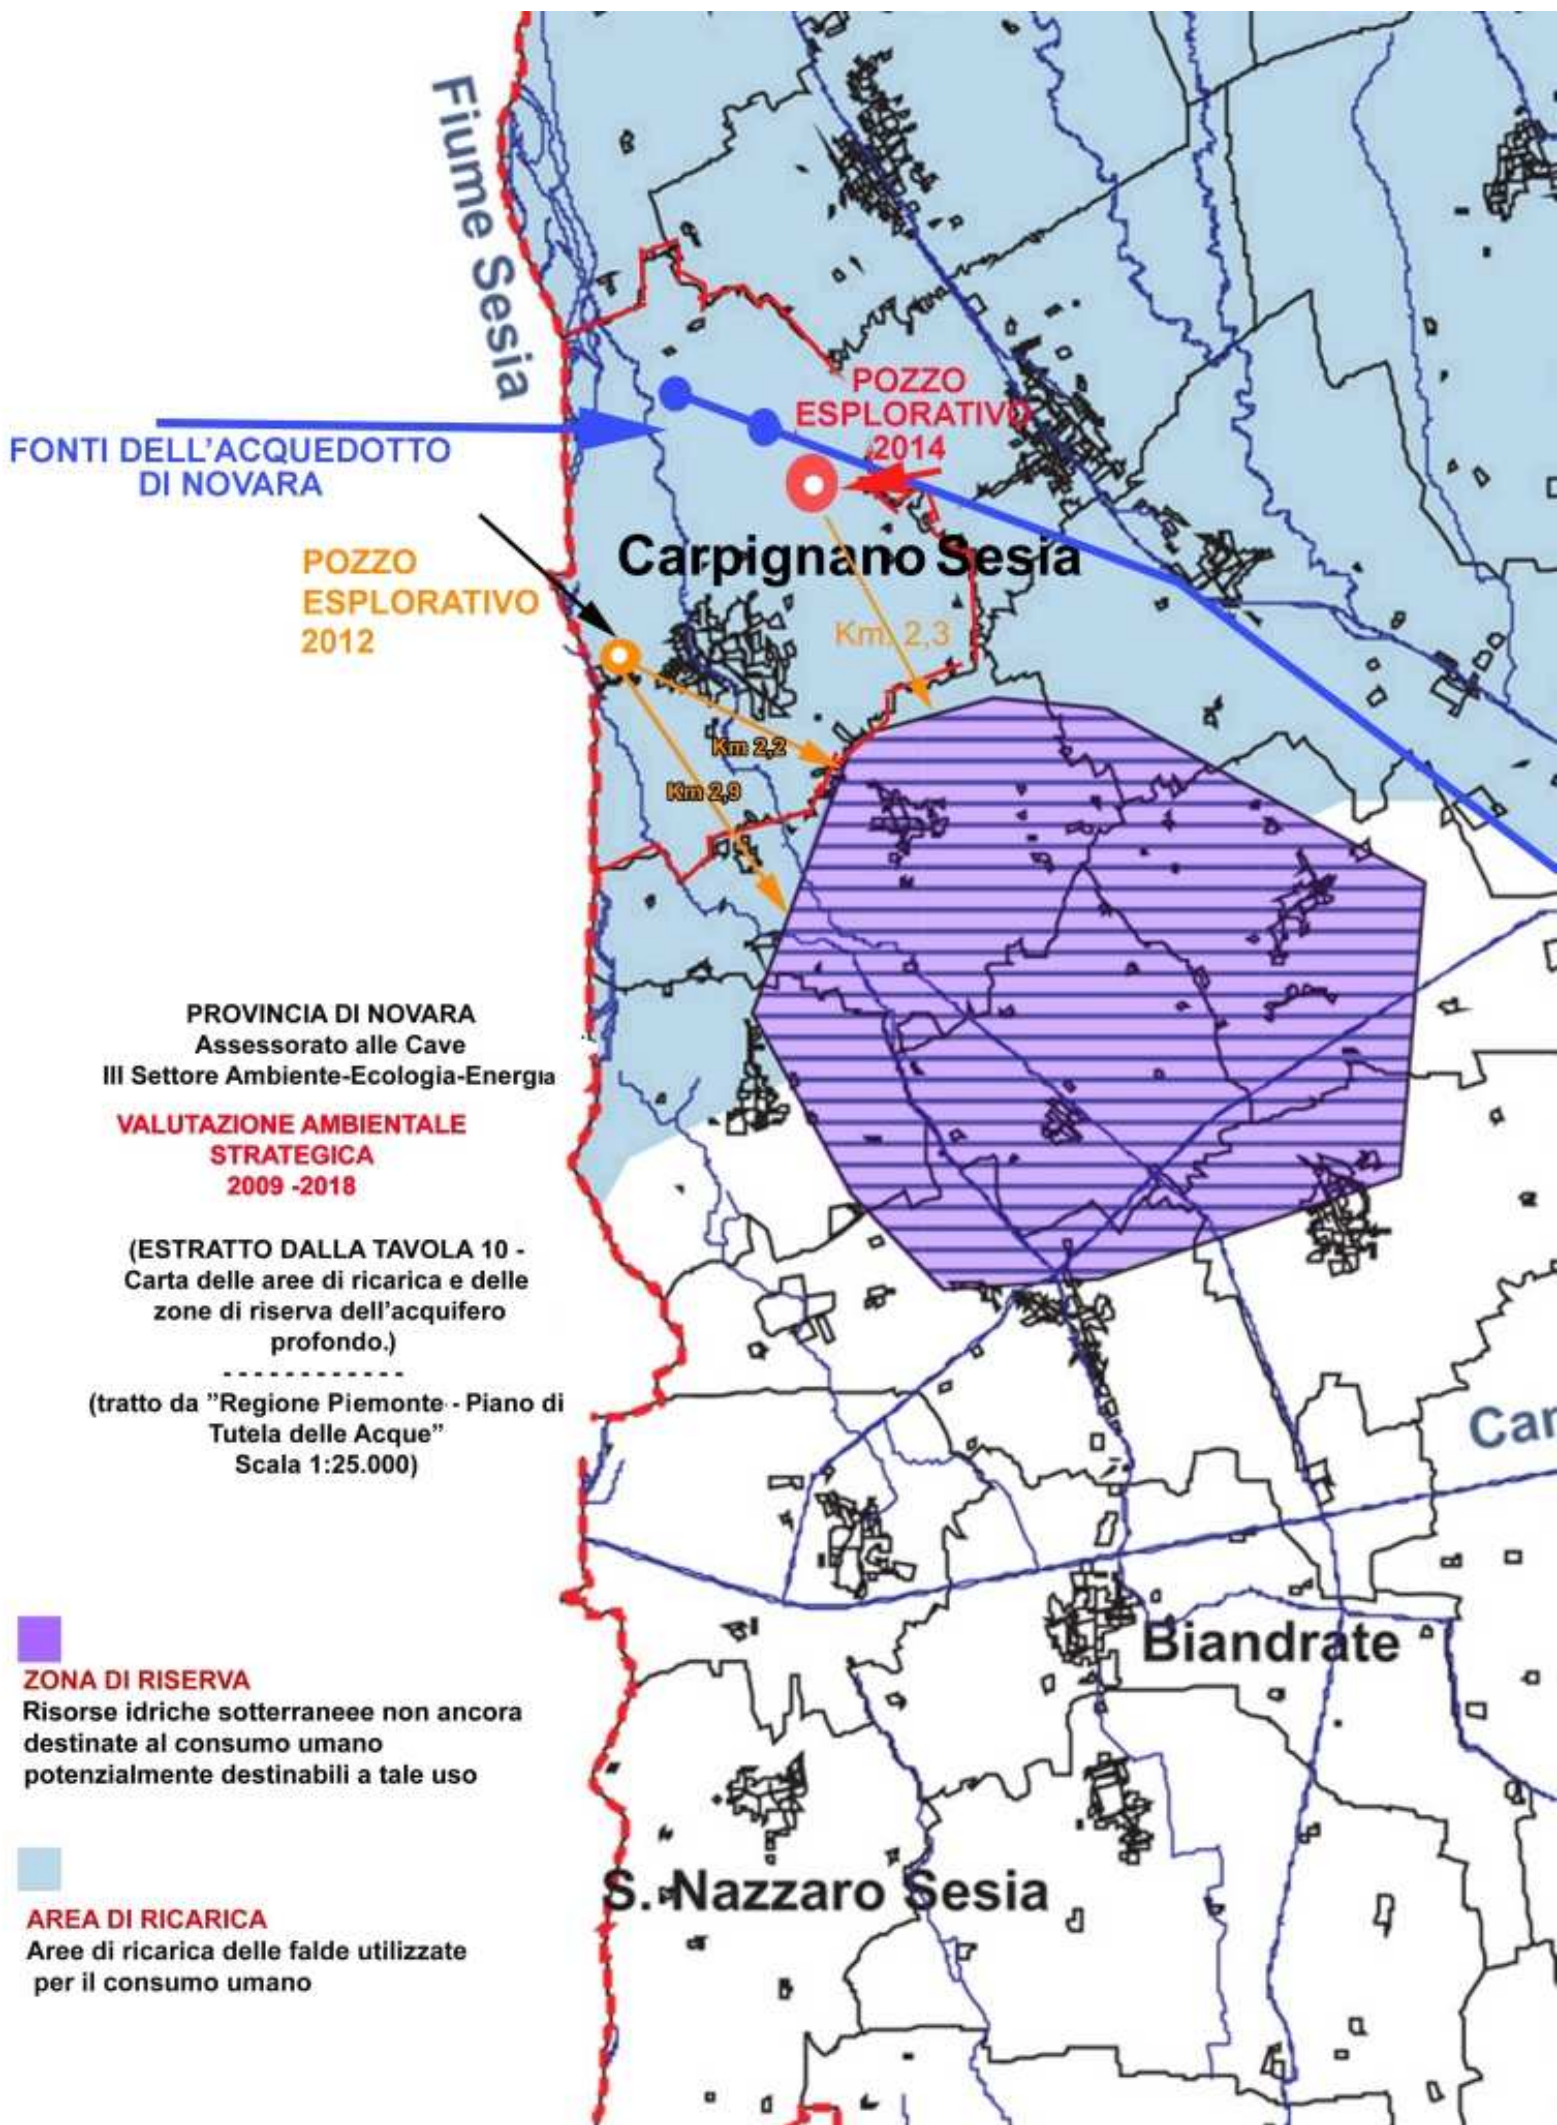 Fiume Sesia
POZZO
ESPLORATIVO
2014
FONTI DELL'ACQUEDOTTO
DI NOVARA
Carpignano Sesia
POZZO
ESPLORATIVO
2012
Km. 2,3
Km 2,2
Km 2,9
PROVINCIA DI NOVARA
Assessorato alle Cave
III Settore Ambiente-Ecologia-Energia
VALUTAZIONE AMBIENTALE
STRATEGICA
2009 -2018
(ESTRATTO DALLA TAVOLA 10 -
Carta delle aree di ricarica e delle
zone di riserva dell'acquifero
profondo.)
- - - - - - - - - - - -
(tratto da "Regione Piemonte - Piano di
Tutela delle Acque"
Scala 1:25.000)
Can
Biandrate
ZONA DI RISERVA
Risorse idriche sotterraneee non ancora
destinate al consumo umano
potenzialmente destinabili a tale uso
S. Nazzaro Sesia
AREA DI RICARICA
Aree di ricarica delle falde utilizzate
per il consumo umano